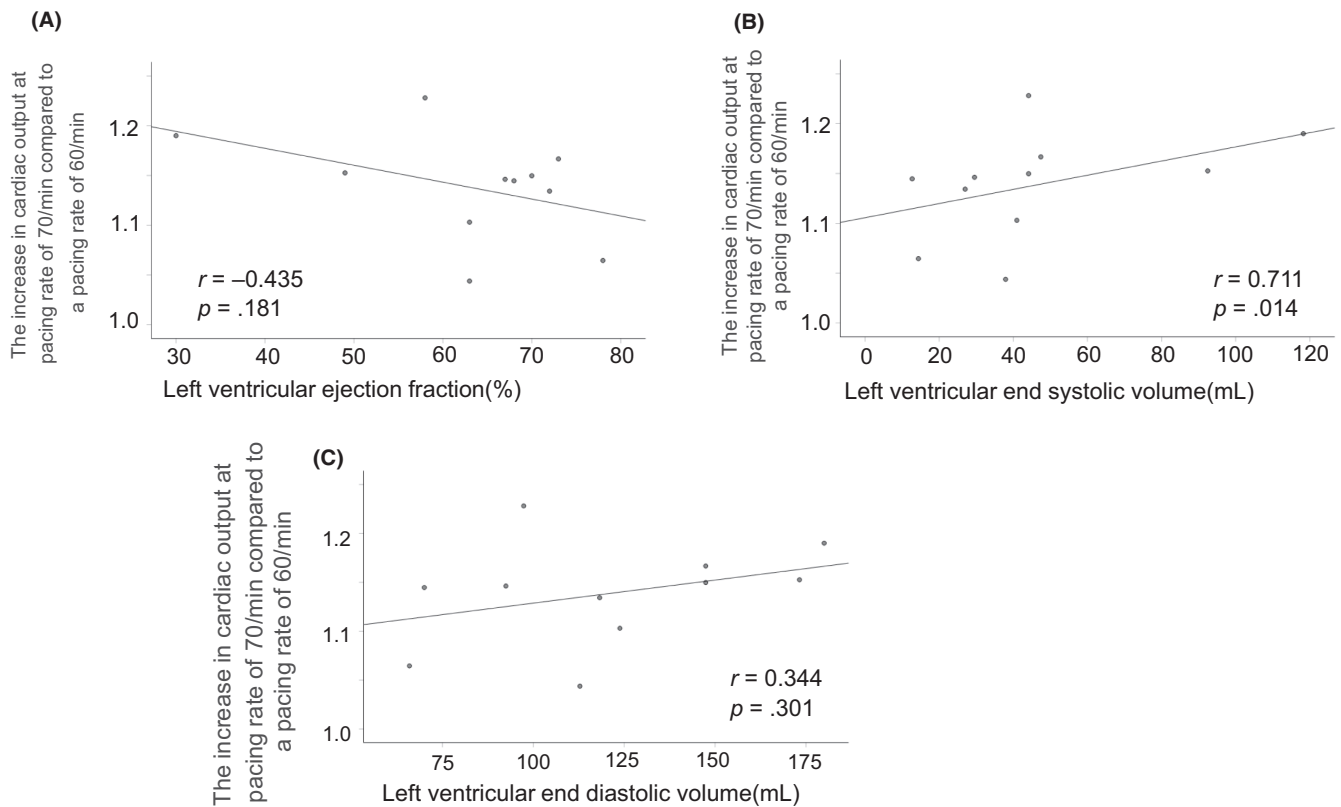 (A)
The increase in cardiac output at
pacing rate of 70/min compared to
a pacing rate of 60/min
1.2
1.1
1.0
r = –0.435
p = .181
30 40 50 60 70 80
Left ventricular ejection fraction(%)
(B)
The increase in cardiac output at
pacing rate of 70/min compared to
a pacing rate of 60/min
1.2
1.1
1.0
r = 0.711
p = .014
0 20 40 60 80 100 120
Left ventricular end systolic volume(mL)
(C)
The increase in cardiac output at
pacing rate of 70/min compared to
a pacing rate of 60/min
1.2
1.1
1.0
r = 0.344
p = .301
75 100 125 150 175
Left ventricular end diastolic volume(mL)